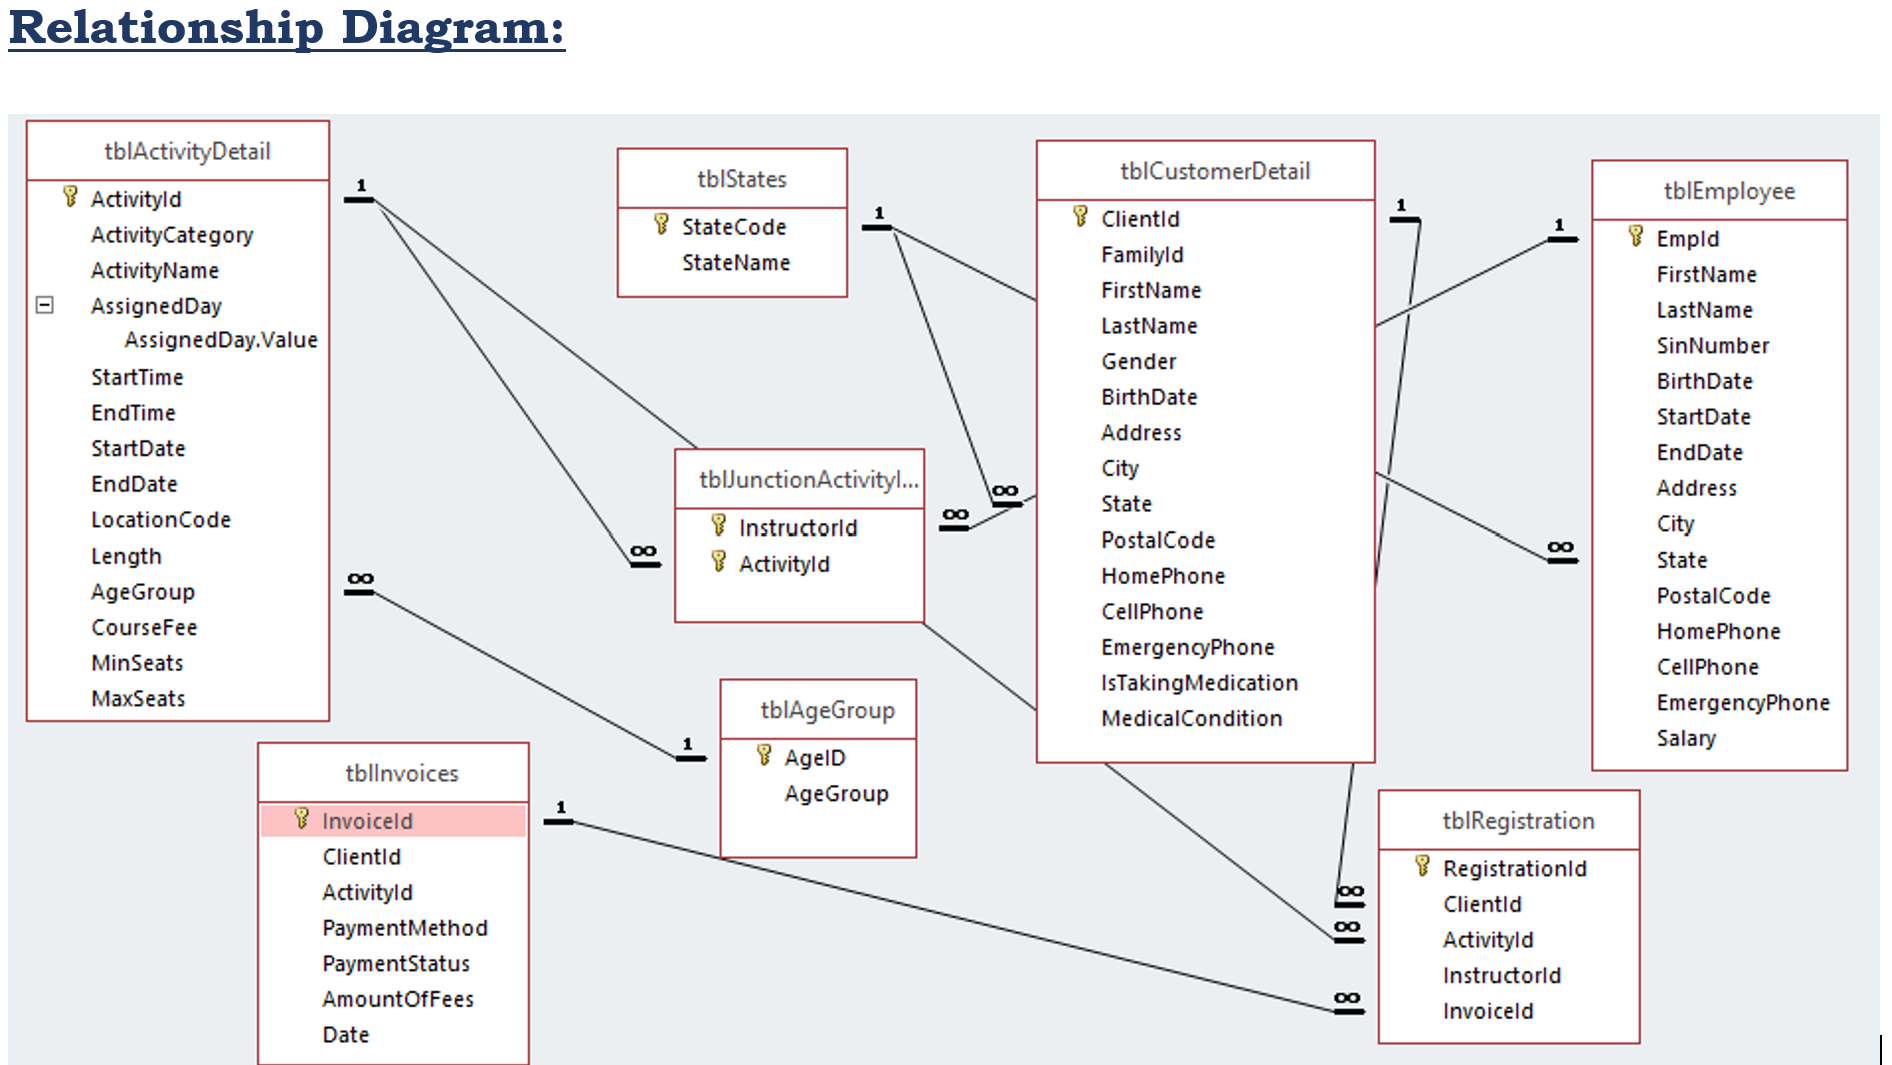 Relationship Diagram:
tblActivityDetail
ActivityId
ActivityCategory
ActivityName
AssignedDay
AssignedDay.Value
StartTime
EndTime
StartDate
EndDate
LocationCode
Length
AgeGroup
CourseFee
MinSeats
MaxSeats
1
∞
tblStates
StateCode
StateName
1
tblJunctionActivityI...
InstructorId
ActivityId
∞
∞
tblCustomerDetail
ClientId
FamilyId
FirstName
LastName
Gender
BirthDate
Address
City
State
PostalCode
HomePhone
CellPhone
EmergencyPhone
IsTakingMedication
MedicalCondition
1
∞
tblEmployee
EmpId
FirstName
LastName
SinNumber
BirthDate
StartDate
EndDate
Address
City
State
PostalCode
HomePhone
CellPhone
EmergencyPhone
Salary
1
∞
tblInvoices
InvoiceId
ClientId
ActivityId
PaymentMethod
PaymentStatus
AmountOfFees
Date
1
tblAgeGroup
AgeID
AgeGroup
1
tblRegistration
RegistrationId
ClientId
ActivityId
InstructorId
InvoiceId
∞
∞
∞